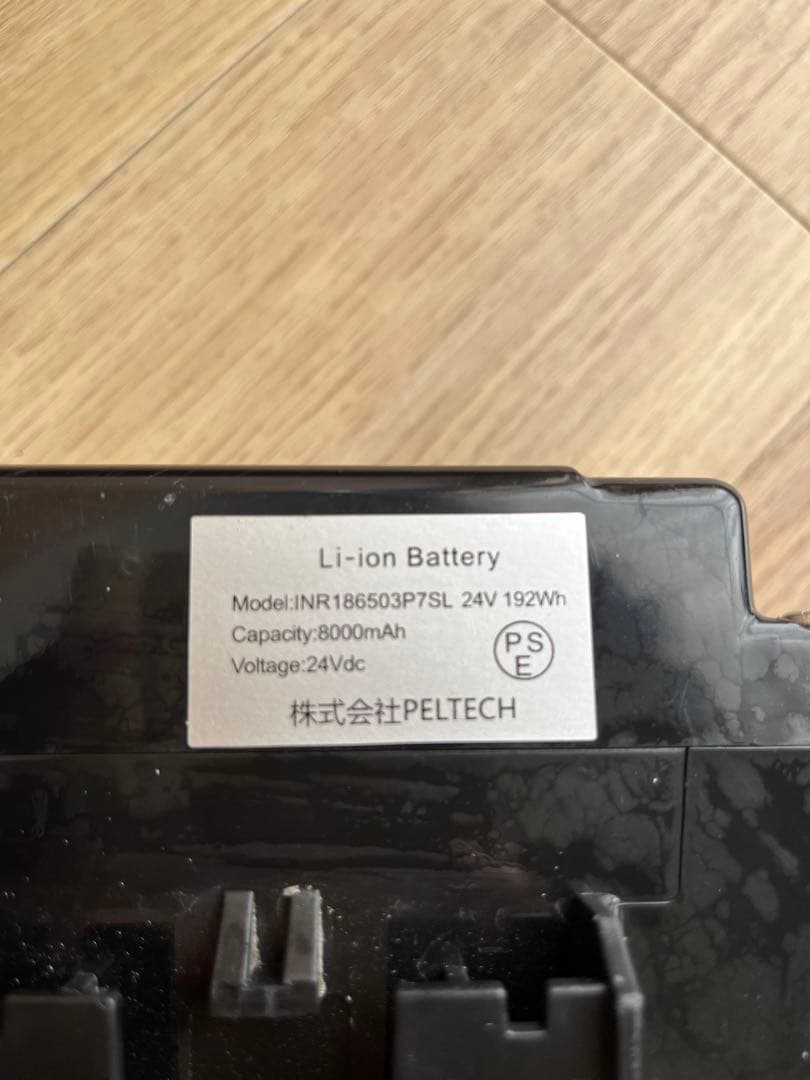 Li-ion Battery
Model:INR186503P7SL 24V 192Wh
Capacity:8000mAh
Voltage:24Vdc
PSE
株式会社PELTECH